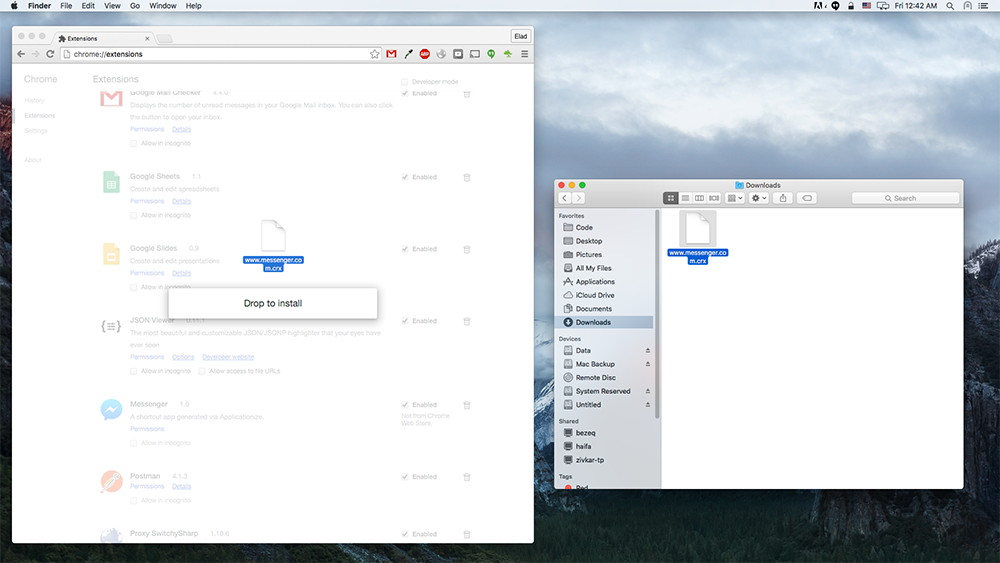 Finder File Edit View Go Window Help
Fri 12:42 AM
Extensions
Elad
chrome://extensions
Chrome
History
Extensions
Settings
About
Extensions
Developer mode
Google Mail Checker 4.4.0
Enabled
Displays the number of unread messages in your Google Mail inbox. You can also click
the button to open your inbox.
Permissions Details
Allow in incognito
Google Sheets 1.1
Enabled
Create and edit spreadsheets
Permissions Details
Allow in incognito
Google Slides 0.9
Enabled
Create and edit presentations
Permissions Details
Allow in incognito
www.messenger.co
m.crx
Drop to install
JSON Viewer
Enabled
The most beautiful and customizable JSON/JSONP highlighter that your eyes have
ever seen
Permissions Options Developer website
Allow in incognito Allow access to file URLs
Messenger 1.0
Enabled
A shortcut app generated via Applicationize.
Not from Chrome
Web Store.
Permissions
Allow in incognito
Postman 4.1.3
Enabled
Permissions Details
Allow in incognito
Proxy SwitchySharp 1.10.6
Enabled
Downloads
Search
Favorites
Code
Desktop
Pictures
All My Files
Applications
iCloud Drive
Documents
Downloads
Devices
Data
Mac Backup
Remote Disc
System Reserved
Untitled
Shared
bezeq
haifa
zivkar-tp
Tags
Red
www.messenger.co
m.crx